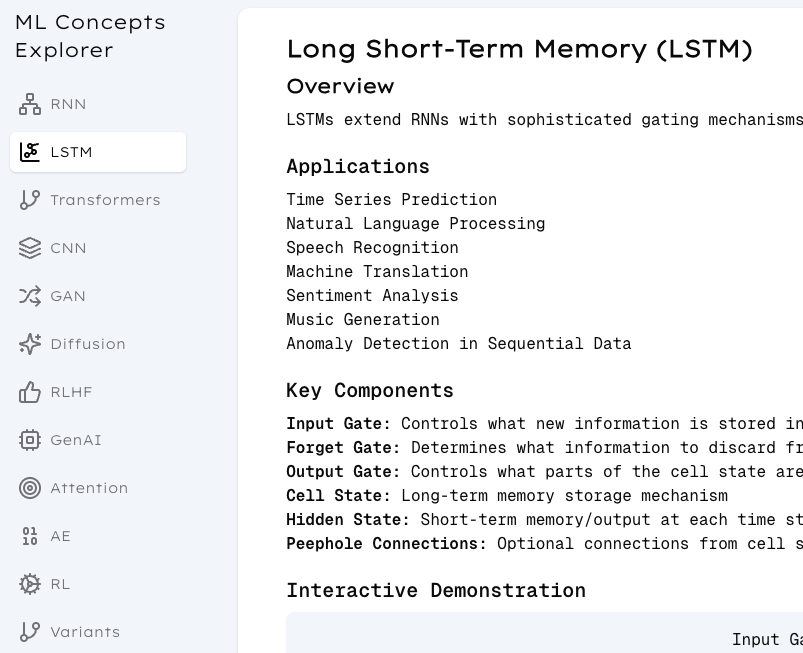 ML Concepts
Explorer
RNN
LSTM
Transformers
CNN
GAN
Diffusion
RLHF
GenAI
Attention
AE
RL
Variants
Long Short-Term Memory (LSTM)
Overview
LSTMs extend RNNs with sophisticated gating mechanisms
Applications
Time Series Prediction
Natural Language Processing
Speech Recognition
Machine Translation
Sentiment Analysis
Music Generation
Anomaly Detection in Sequential Data
Key Components
Input Gate: Controls what new information is stored in
Forget Gate: Determines what information to discard fr
Output Gate: Controls what parts of the cell state are
Cell State: Long-term memory storage mechanism
Hidden State: Short-term memory/output at each time st
Peephole Connections: Optional connections from cell s
Interactive Demonstration
Input Ga